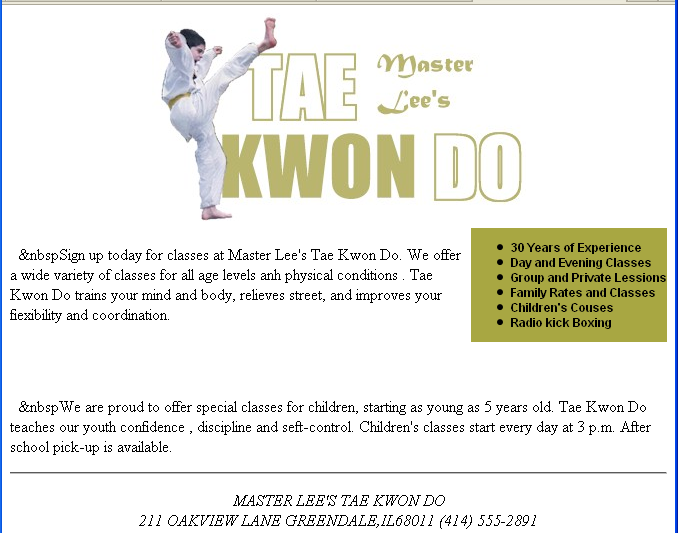 TAE
Master
Lee's
KWON DO
30 Years of Experience
Day and Evening Classes
Group and Private Lessions
Family Rates and Classes
Children's Couses
Radio kick Boxing
&nbspSign up today for classes at Master Lee's Tae Kwon Do. We offer
a wide variety of classes for all age levels anh physical conditions . Tae
Kwon Do trains your mind and body, relieves street, and improves your
fiexibility and coordination.
&nbspWe are proud to offer special classes for children, starting as young as 5 years old. Tae Kwon Do
teaches our youth confidence , discipline and seft-control. Children's classes start every day at 3 p.m. After
school pick-up is available.
MASTER LEE'S TAE KWON DO
211 OAKVIEW LANE GREENDALE,IL68011 (414) 555-2891